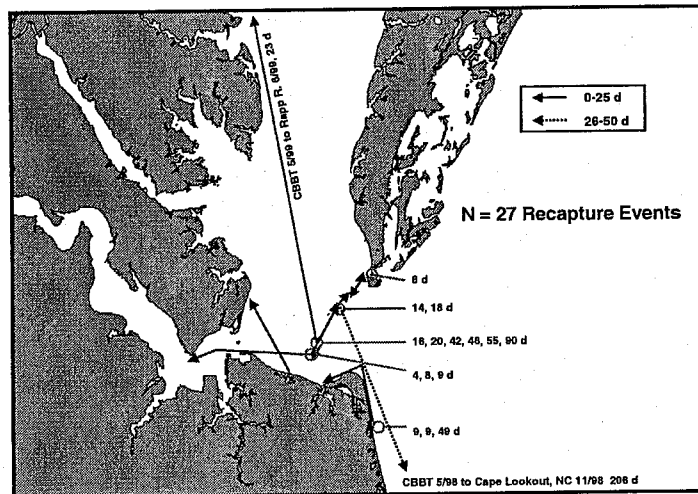 CBBT 5/99 to Rapp R. 6/99, 23 d
0-25 d
26-50 d
N = 27 Recapture Events
6 d
14, 18 d
18, 20, 42, 48, 55, 90 d
4, 8, 9 d
9, 9, 49 d
CBBT 5/98 to Cape Lookout, NC 11/98 206 d